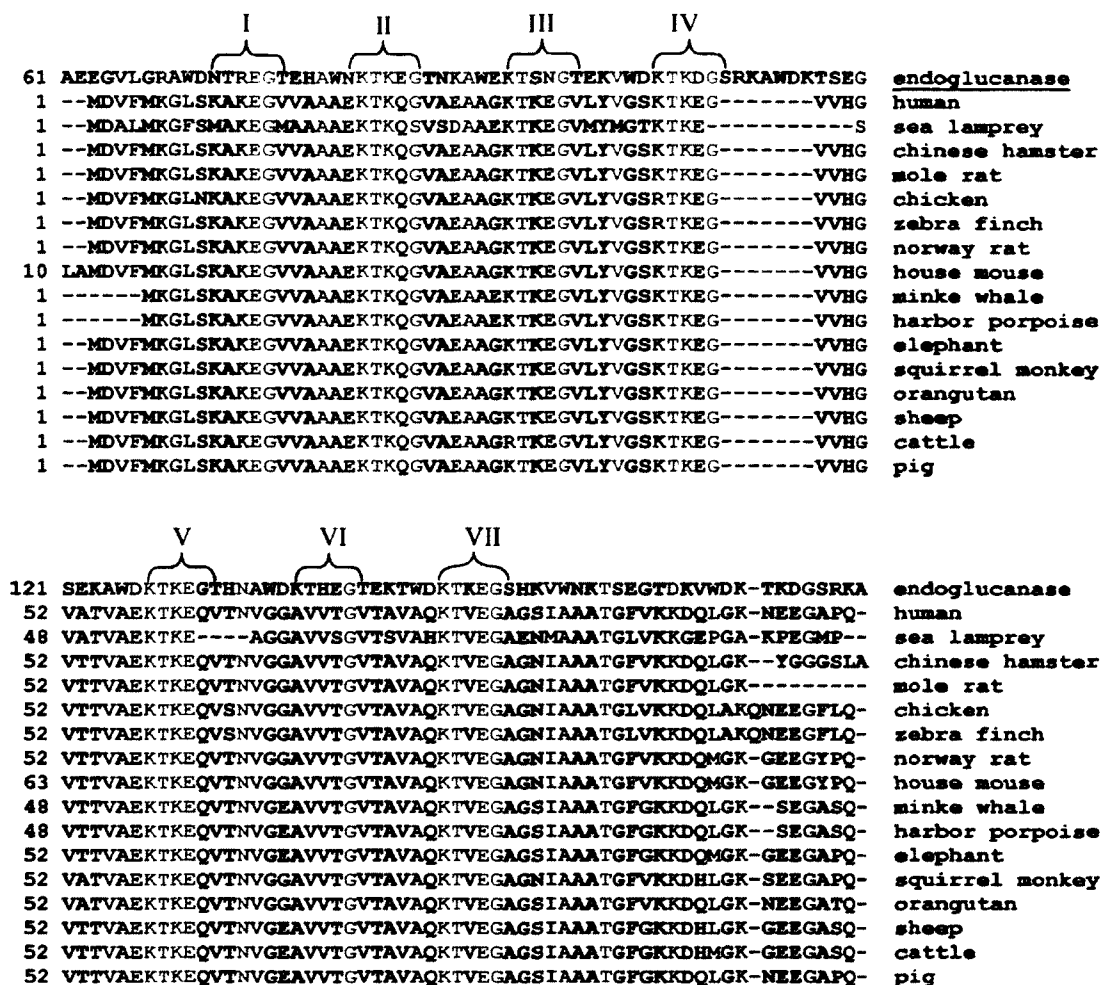 I II III IV
61 AEEGVLGRAWDNTREGTEHAWNKTKEGTNKAWEKTSNGTEKVWDKTKDGSRKAWDKTSEG endoglucanase
1 --MDVFMKGLSKAKEGVVAAAEKTKQGVAEAAGKTKEGVLYVGSKTKEG-------VVHG human
1 --MDALMKGFSMAKEGMAAAAEKTKQSVSDAAEKTKEGVMYMGTKTKE-----------S sea lamprey
1 --MDVFMKGLSKAKEGVVAAAEKTKQGVAEAAGKTKEGVLYVGSKTKEG-------VVHG chinese hamster
1 --MDVFMKGLSKAKEGVVAAAEKTKQGVAEAAGKTKEGVLYVGSKTKEG-------VVHG mole rat
1 --MDVFMKGLNKAKEGVVAAAEKTKQGVAEAAGKTKEGVLYVGSRTKEG-------VVHG chicken
1 --MDVFMKGLSKAKEGVVAAAEKTKQGVAEAAGKTKEGVLYVGSRTKEG-------VVHG zebra finch
1 --MDVFMKGLSKAKEGVVAAAEKTKQGVAEAAGKTKEGVLYVGSKTKEG-------VVHG norway rat
10 LAMDVFMKGLSKAKEGVVAAAEKTKQGVAEAAGKTKEGVLYVGSKTKEG-------VVHG house mouse
1 ------MKGLSKAKEGVVAAAEKTKQGVAEAAEKTKEGVLYVGSKTKEG-------VVHG minke whale
1 ------MKGLSKAKEGVVAAAEKTKQGVAEAAEKTKEGVLYVGSKTKEG-------VVHG harbor porpoise
1 --MDVFMKGLSKAKEGVVAAAEKTKQGVAEAAGKTKEGVLYVGSKTKEG-------VVHG elephant
1 --MDVFMKGLSKAKEGVVAAAEKTKQGVAEAAGKTKEGVLYVGSKTKEG-------VVHG squirrel monkey
1 --MDVFMKGLSKAKEGVVAAAEKTKQGVAEAAGKTKEGVLYVGSKTKEG-------VVHG orangutan
1 --MDVFMKGLSKAKEGVVAAAEKTKQGVAEAAGKTKEGVLYVGSKTKEG-------VVHG sheep
1 --MDVFMKGLSKAKEGVVAAAEKTKQGVAEAAGRTKEGVLYVGSKTKEG-------VVHG cattle
1 --MDVFMKGLSKAKEGVVAAAEKTKQGVAEAAGKTKEGVLYVGSKTKEG-------VVHG pig
V VI VII
121 SEKAWDKTKEGTHNAWDKTHEGTEKTWDKTKEGSHKVWNKTSEGTDKVWDK-TKDGSRKA endoglucanase
52 VATVAEKTKEQVTNVGGAVVTGVTAVAQKTVEGAGSIAAATGFVKKDQLGK-NEEGAPQ- human
48 VATVAEKTKE----AGGAVVSGVTSVAHKTVEGAENMAAATGLVKKGEPGA-KPEGMP-- sea lamprey
52 VTTVAEKTKEQVTNVGGAVVTGVTAVAQKTVEGAGNIAAATGFVKKDQLGK--YGGGSLA chinese hamster
52 VTTVAEKTKEQVTNVGGAVVTGVTAVAQKTVEGAGNIAAATGFVKKDQLGK--------- mole rat
52 VTTVAEKTKEQVSNVGGAVVTGVTAVAQKTVEGAGNIAAATGLVKKDQLAKQNEEGFLQ- chicken
52 VTTVAEKTKEQVSNVGGAVVTGVTAVAQKTVEGAGNIAAATGLVKKDQLAKQNEEGFLQ- zebra finch
52 VTTVAEKTKEQVTNVGGAVVTGVTAVAQKTVEGAGNIAAATGFVKKDQMGK-GEEGYPQ- norway rat
63 VTTVAEKTKEQVTNVGGAVVTGVTAVAQKTVEGAGNIAAATGFVKKDQMGK-GEEGYPQ- house mouse
48 VTTVAEKTKEQVTNVGEAVVTGVTAVAQKTVEGAGSIAAATGFGKKDQLGK--SEGASQ- minke whale
48 VTTVAEKTKEQVTNVGEAVVTGVTAVAQKTVEGAGSIAAATGFGKKDQLGK--SEGASQ- harbor porpoise
52 VTTVAEKTKEQVTNVGEAVVTGVTAVAQKTVEGAGSIAAATGFGKKDQMGK-GEEGAPQ- elephant
52 VATVAEKTKEQVTNVGGAVVTGVTAVAQKTVEGAGNIAAATGFVKKDHLGK-SEEGAPQ- squirrel monkey
52 VATVAEKTKEQVTNVGGAVVTGVTAVAQKTVEGAGSIAAATGFVKKDQLGK-NEEGATQ- orangutan
52 VTTVAEKTKEQVTNVGEAVVTGVTAVAQKTVEGAGSIAAATGFGKKDHLGK-SEEGASQ- sheep
52 VTTVAEKTKEQVTNVGEAVVTGVTAVAQKTVEGAGSIAAATGFGKKDHMGK-GEEGASQ- cattle
52 VTTVAEKTKEQVTNVGEAVVTGVTAVAQKTVEGAGSIAAATGFGKKDQLGK-NEEGAPQ- pig